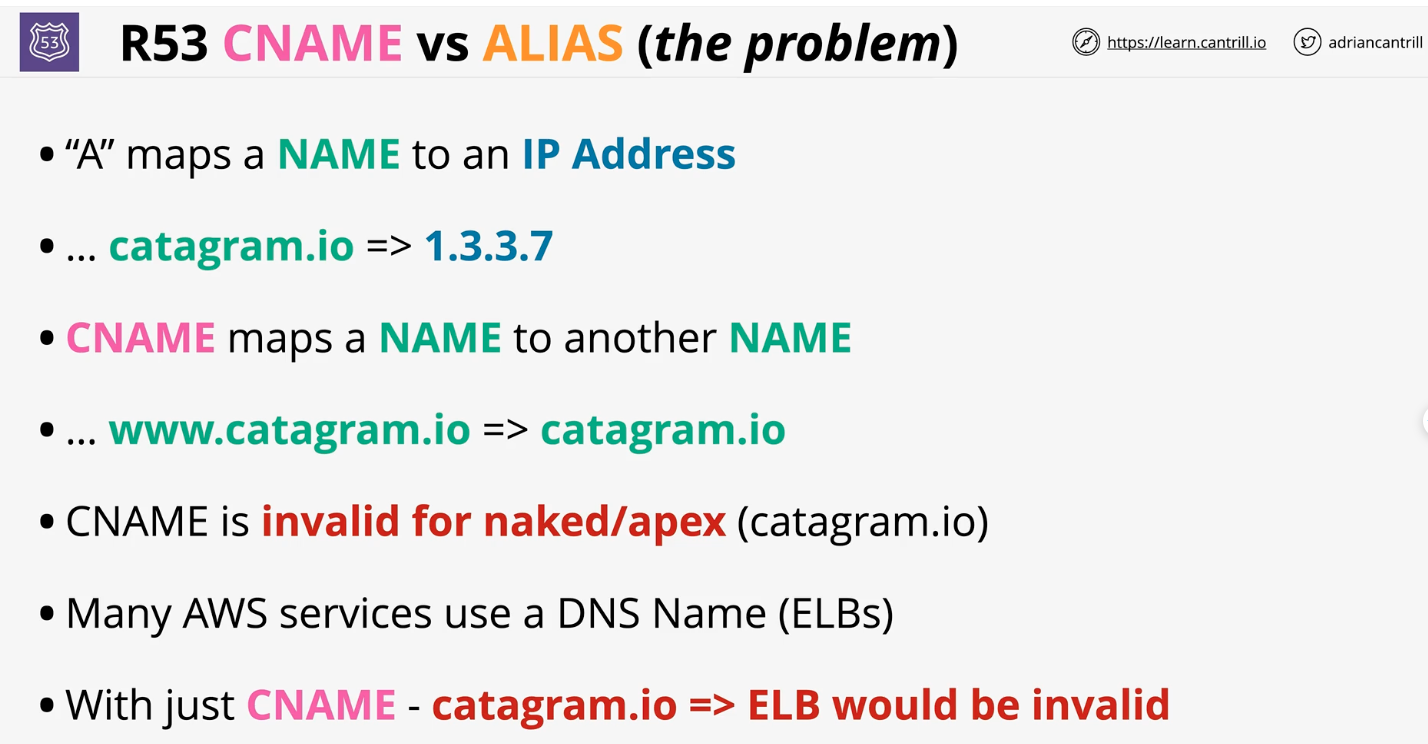 53
R53 CNAME vs ALIAS (the problem)
https://learn.cantrill.io
adriancantrill
• “A” maps a NAME to an IP Address
• ... catagram.io => 1.3.3.7
• CNAME maps a NAME to another NAME
• ... www.catagram.io => catagram.io
• CNAME is invalid for naked/apex (catagram.io)
• Many AWS services use a DNS Name (ELBs)
• With just CNAME - catagram.io => ELB would be invalid